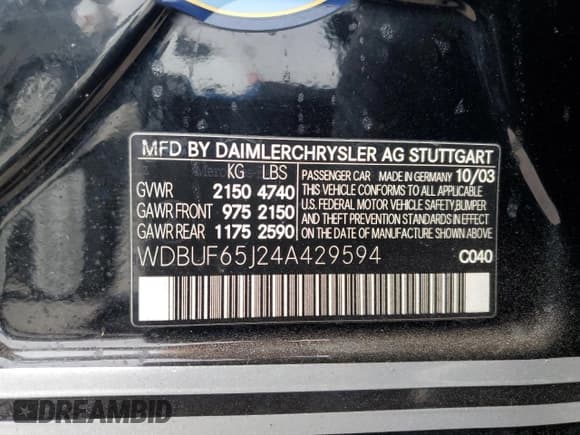 MFD BY DAIMLERCHRYSLER AG STUTTGART
KG LBS
GVWR 2150 4740
GAWR FRONT 975 2150
GAWR REAR 1175 2590
PASSENGER CAR MADE IN GERMANY 10/03
THIS VEHICLE CONFORMS TO ALL APPLICABLE
U.S. FEDERAL MOTOR VEHICLE SAFETY,BUMPER
AND THEFT PREVENTION STANDARDS IN EFFECT
ON THE DATE OF MANUFACTURE SHOWN ABOVE.
WDBUF65J24A429594 C040
DREAMBID